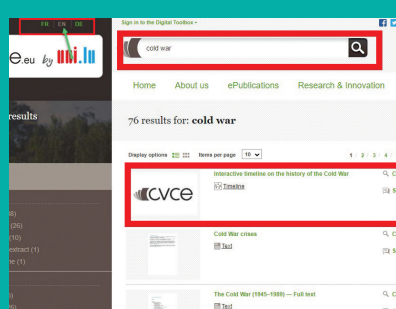 FR EN DE
e.eu by uni.lu
results
(26)
(10)
extract (1)
ne (1)
Sign in to the Digital Toolbox
cold war
Home About us ePublications Research & Innovation
76 results for: cold war
Display options Items per page 10 1 / 2 / 3 / 4 /
Interactive timeline on the history of the Cold War
cvce
Timeline
Cold War crises
Text
The Cold War (1945–1989) — Full text
Text